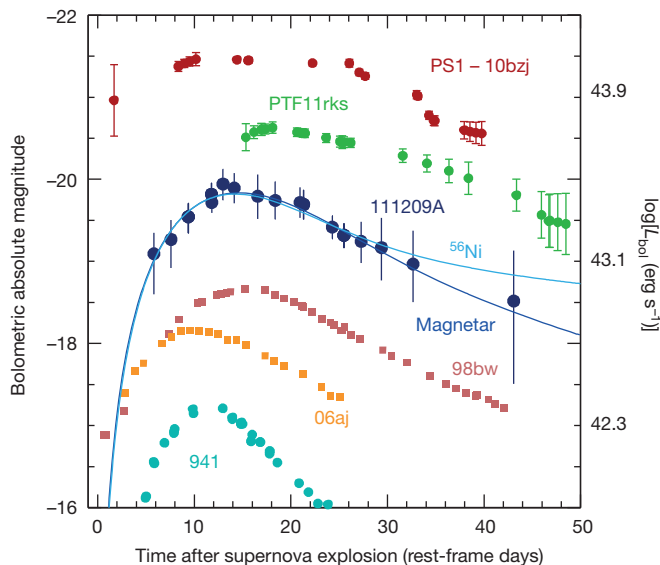 –22
–20
–18
–16
Bolometric absolute magnitude
PS1 – 10bzj
PTF11rks
111209A
56Ni
Magnetar
98bw
06aj
941
43.9
43.1
42.3
log[Lbol (erg s–1)]
0 10 20 30 40 50
Time after supernova explosion (rest-frame days)